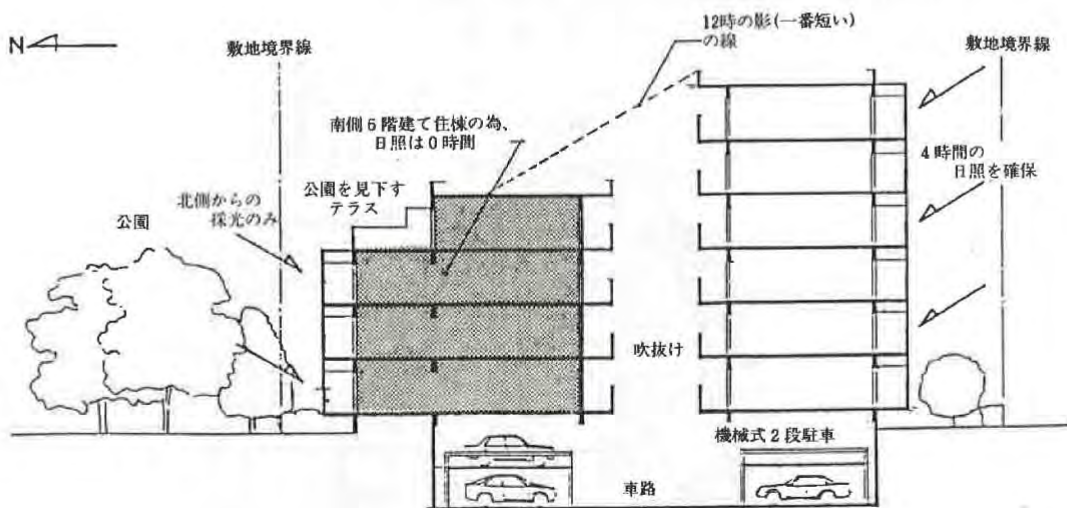 N
敷地境界線
12時の影(一番短い)
の線
敷地境界線
南側6階建て住棟の為、
日照は0時間
公園を見下す
テラス
北側からの
採光のみ
公園
4時間の
日照を確保
吹抜け
機械式2段駐車
車路